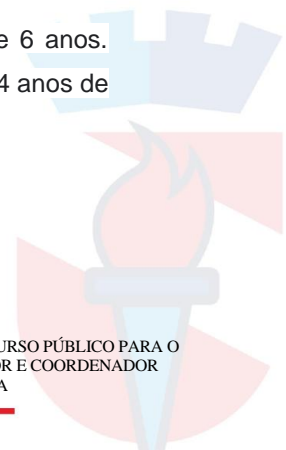 e 6 anos.
4 anos de
URSO PÚBLICO PARA O
OR E COORDENADOR
A